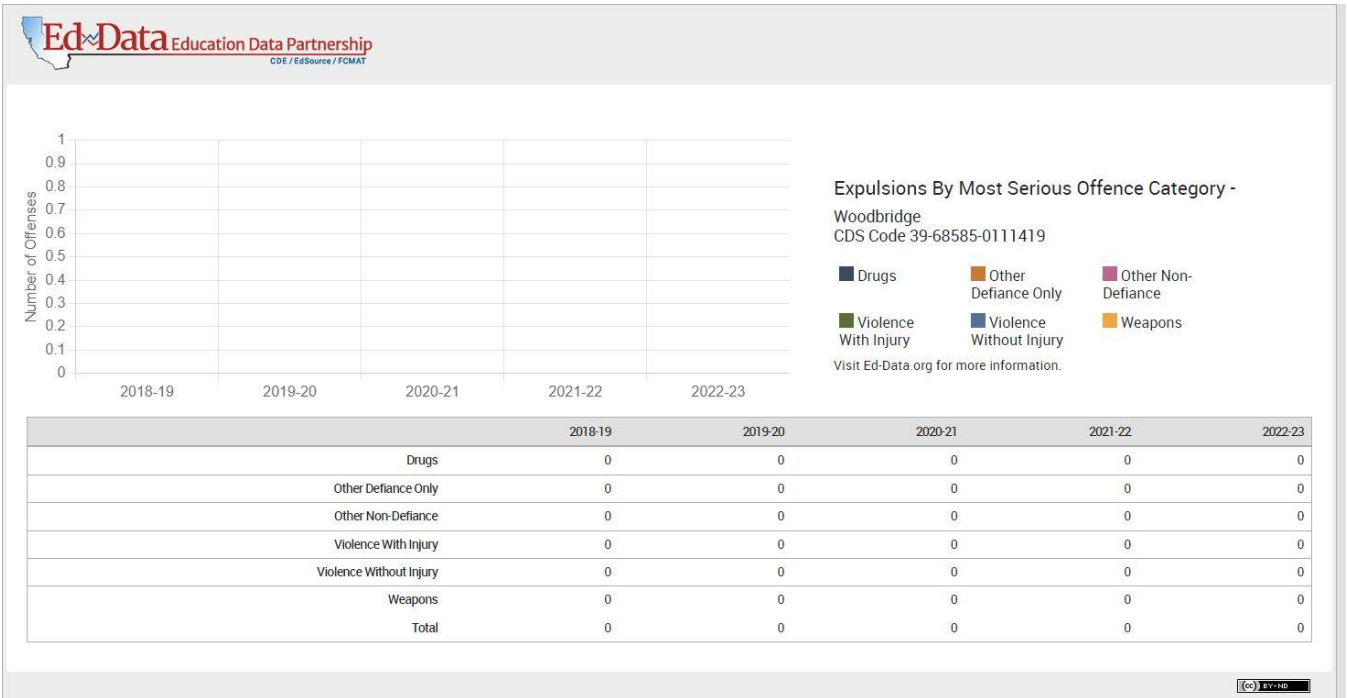 Ed Data Education Data Partnership
CDE / EdSource / FCMAT
1
0.9
0.8
0.7
0.6
0.5
0.4
0.3
0.2
0.1
0
Number of Offenses
2018-19 2019-20 2020-21 2021-22 2022-23
Expulsions By Most Serious Offence Category -
Woodbridge
CDS Code 39-68585-0111419
Drugs
Other
Defiance Only
Other Non-
Defiance
Violence
With Injury
Violence
Without Injury
Weapons
Visit Ed-Data.org for more information.
2018-19 2019-20 2020-21 2021-22 2022-23
Drugs 0 0 0 0 0
Other Defiance Only 0 0 0 0 0
Other Non-Defiance 0 0 0 0 0
Violence With Injury 0 0 0 0 0
Violence Without Injury 0 0 0 0 0
Weapons 0 0 0 0 0
Total 0 0 0 0 0
(cc) BY-ND